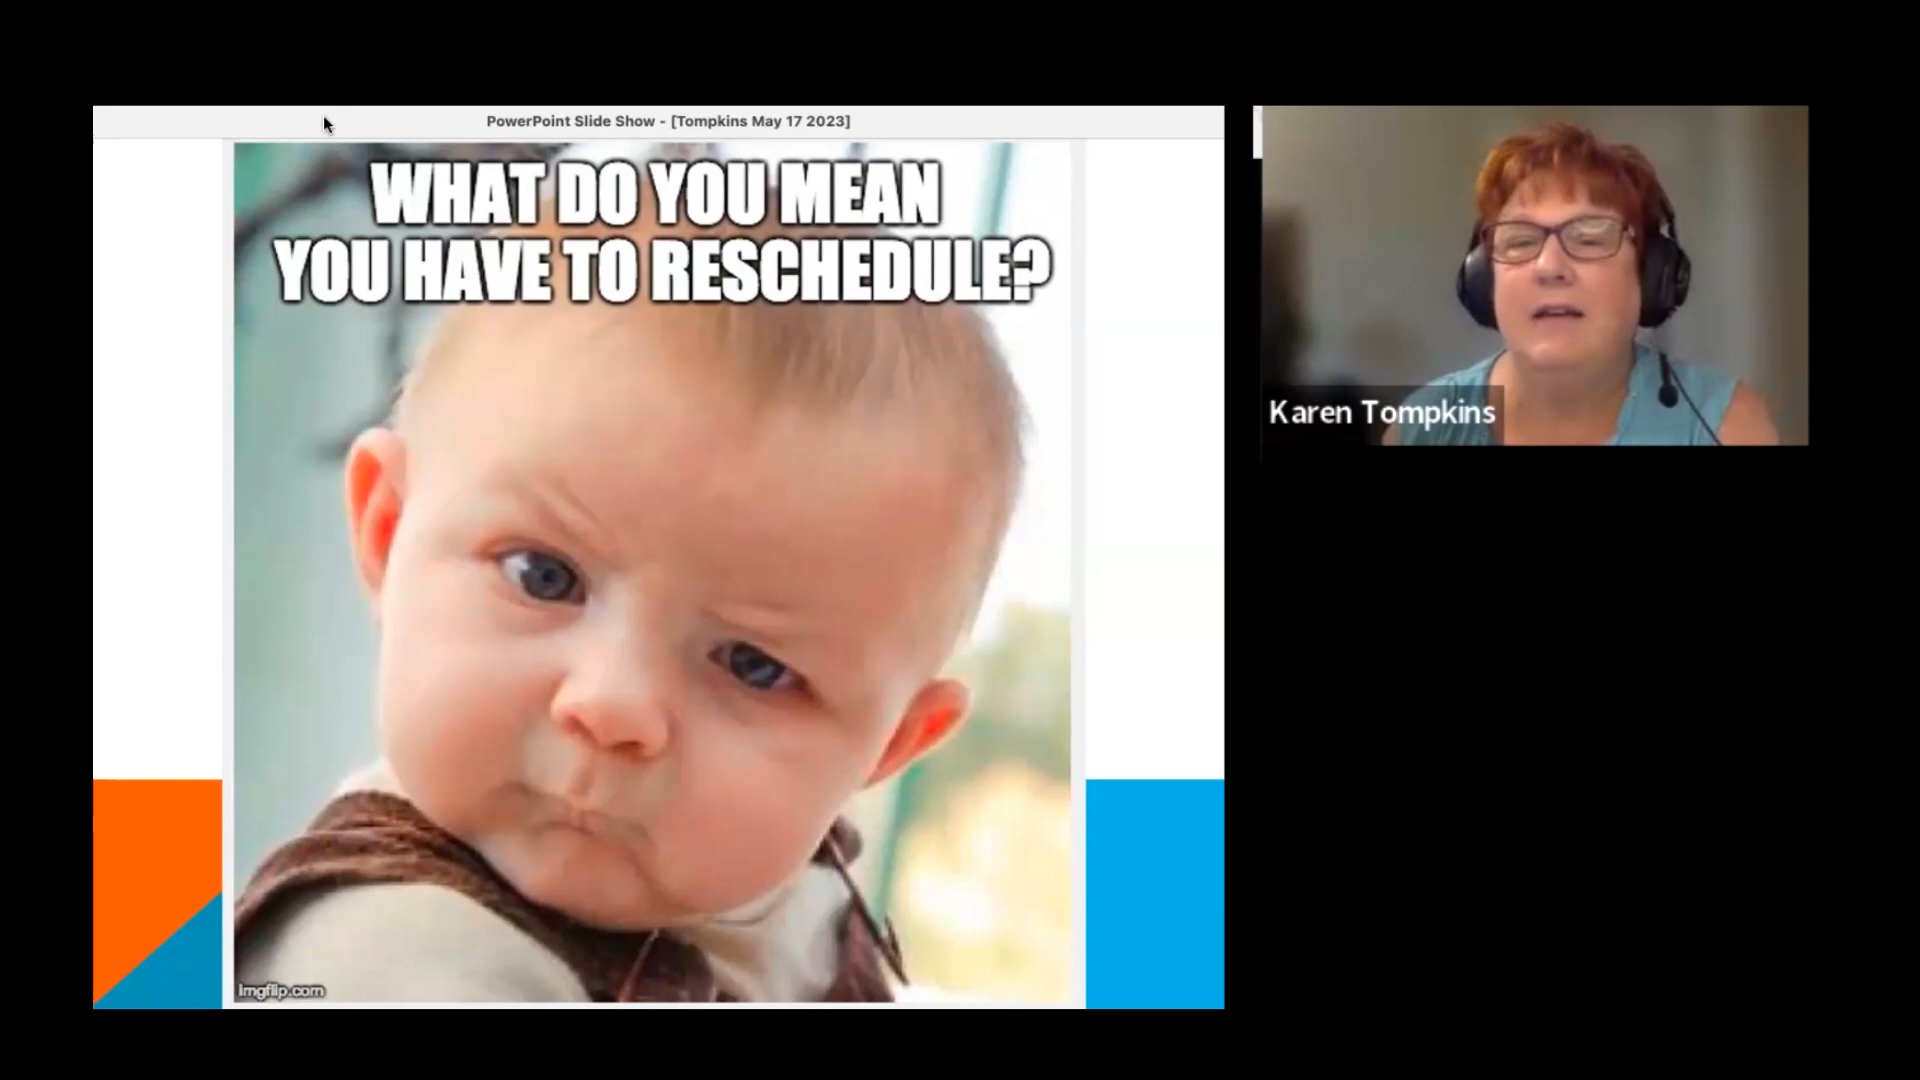 PowerPoint Slide Show - [Tompkins May 17 2023]
WHAT DO YOU MEAN
YOU HAVE TO RESCHEDULE?
imgflip.com
Karen Tompkins